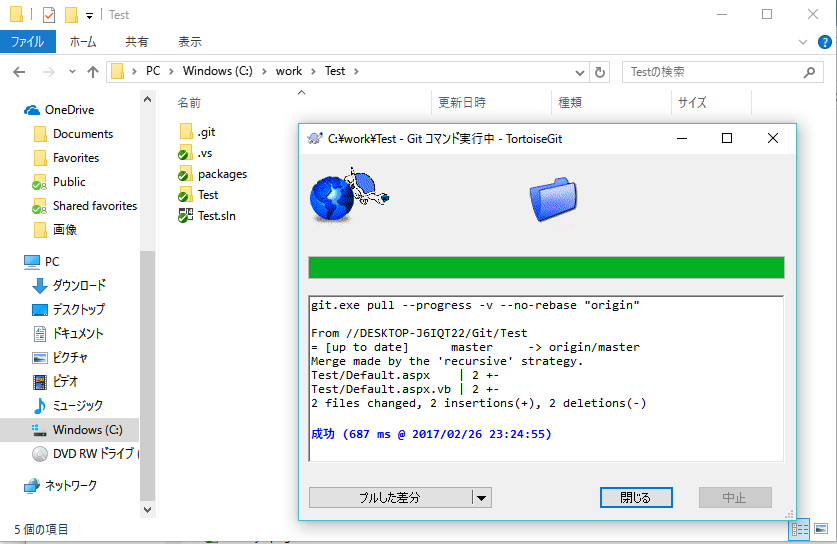 Test
ファイル
ホーム
共有
表示
PC > Windows (C:) > work > Test >
Testの検索
名前
更新日時
種類
サイズ
OneDrive
Documents
Favorites
Public
Shared favorites
画像
PC
ダウンロード
デスクトップ
ドキュメント
ピクチャ
ビデオ
ミュージック
Windows (C:)
DVD RW ドライブ (
ネットワーク
.git
.vs
packages
Test
Test.sln
5 個の項目
C:¥work¥Test - Git コマンド実行中 - TortoiseGit
git.exe pull --progress -v --no-rebase "origin"
From //DESKTOP-J6IQT22/Git/Test
= [up to date]      master     -> origin/master
Merge made by the 'recursive' strategy.
Test/Default.aspx    | 2 +-
Test/Default.aspx.vb | 2 +-
2 files changed, 2 insertions(+), 2 deletions(-)
成功 (687 ms @ 2017/02/26 23:24:55)
プルした差分
閉じる
中止